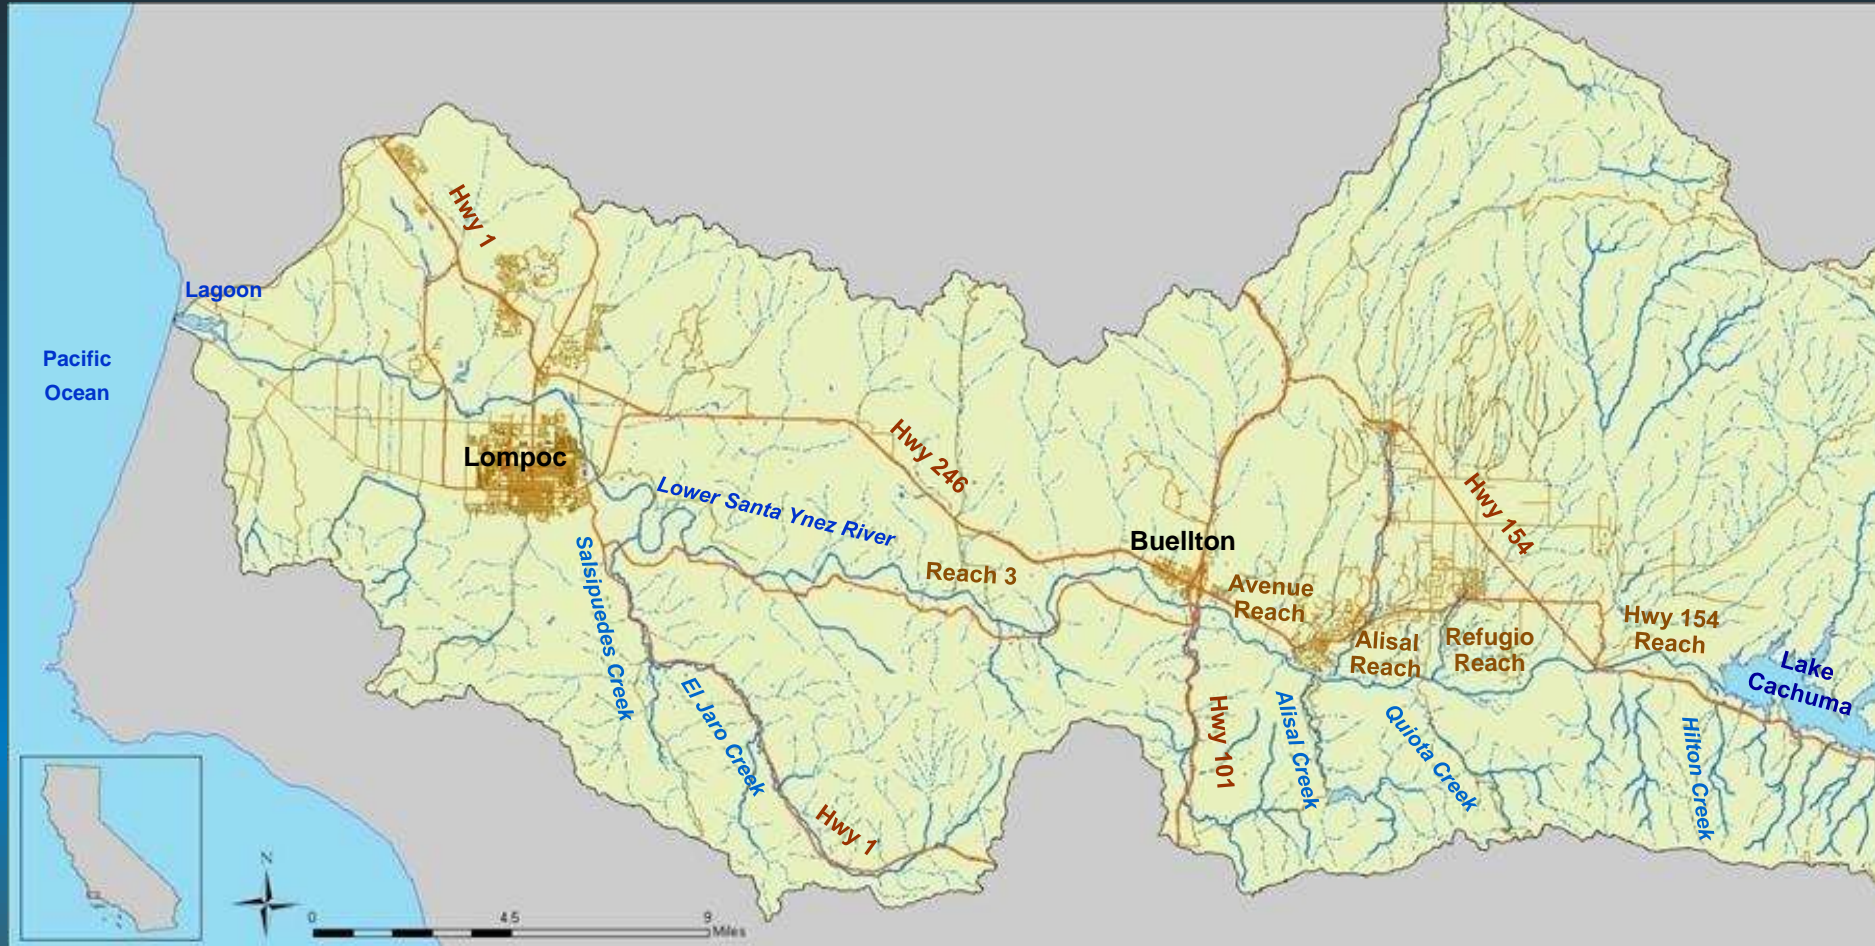 Hwy 1
Lagoon
Pacific
Ocean
Lompoc
Hwy 246
Hwy 154
Lower Santa Ynez River
Buellton
Reach 3
Avenue
Reach
Alisal
Reach
Refugio
Reach
Hwy 154
Reach
Lake
Cachuma
Salsipuedes Creek
El Jaro Creek
Hwy 101
Alisal Creek
Quiota Creek
Hilton Creek
Hwy 1
N
0 4.5 9
Miles